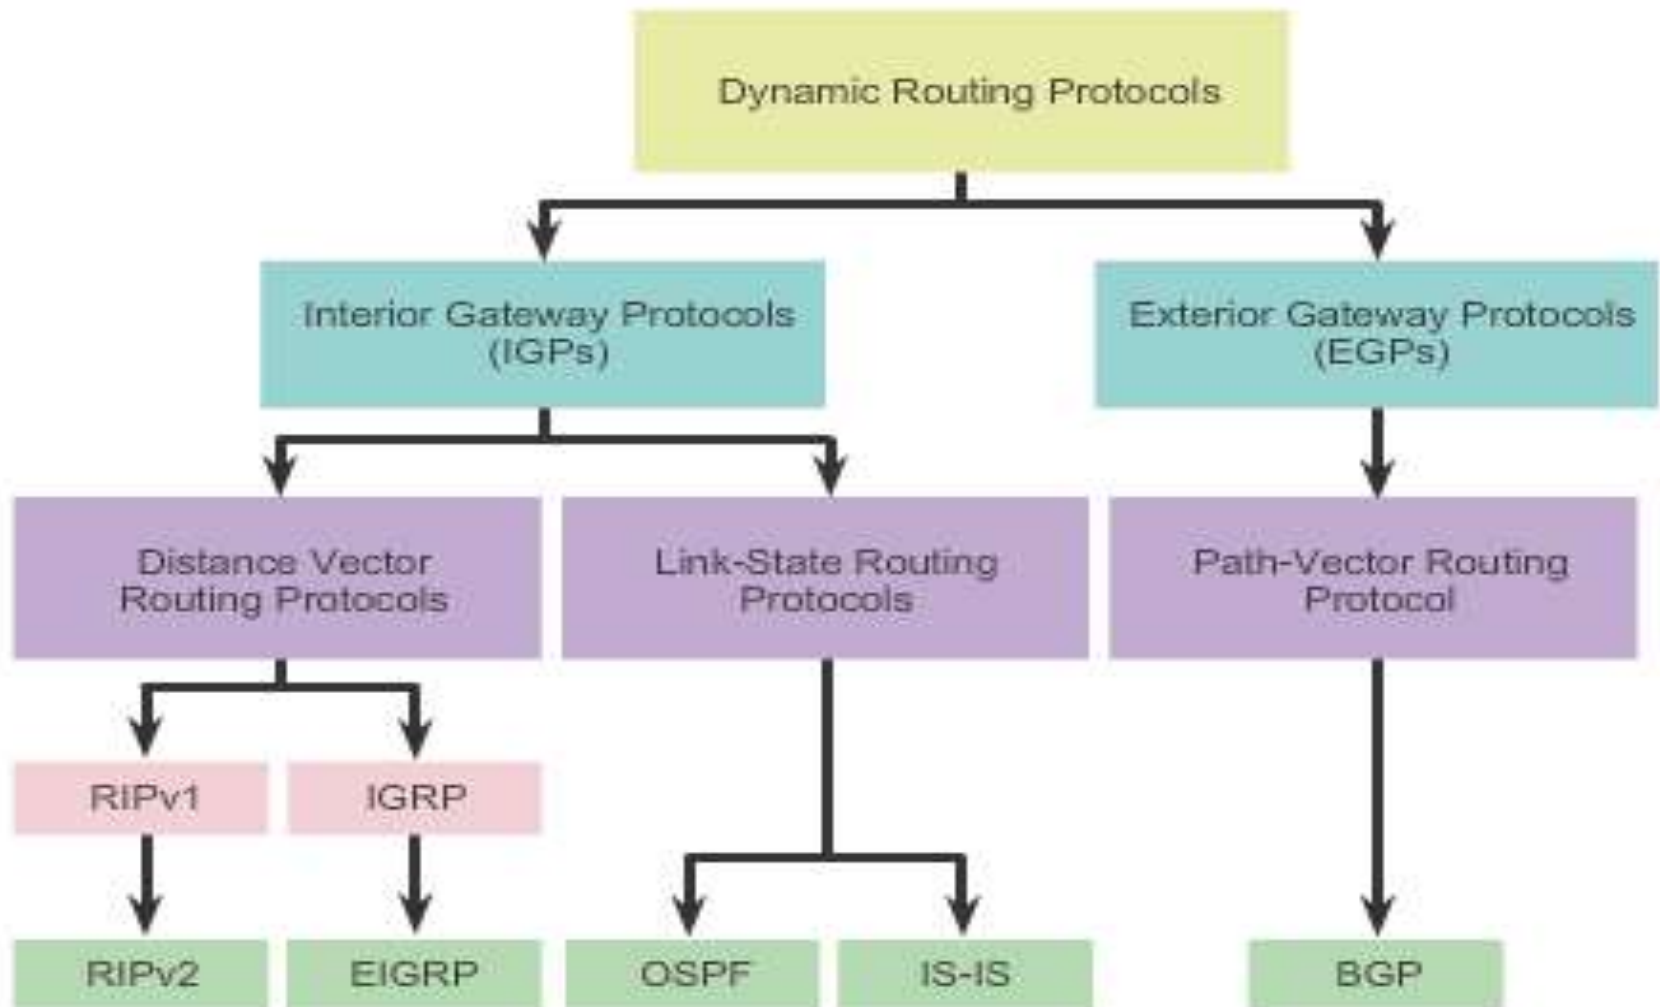 Dynamic Routing Protocols
Interior Gateway Protocols
(IGPs)
Exterior Gateway Protocols
(EGPs)
Distance Vector
Routing Protocols
Link-State Routing
Protocols
Path-Vector Routing
Protocol
RIPv1
IGRP
RIPv2
EIGRP
OSPF
IS-IS
BGP